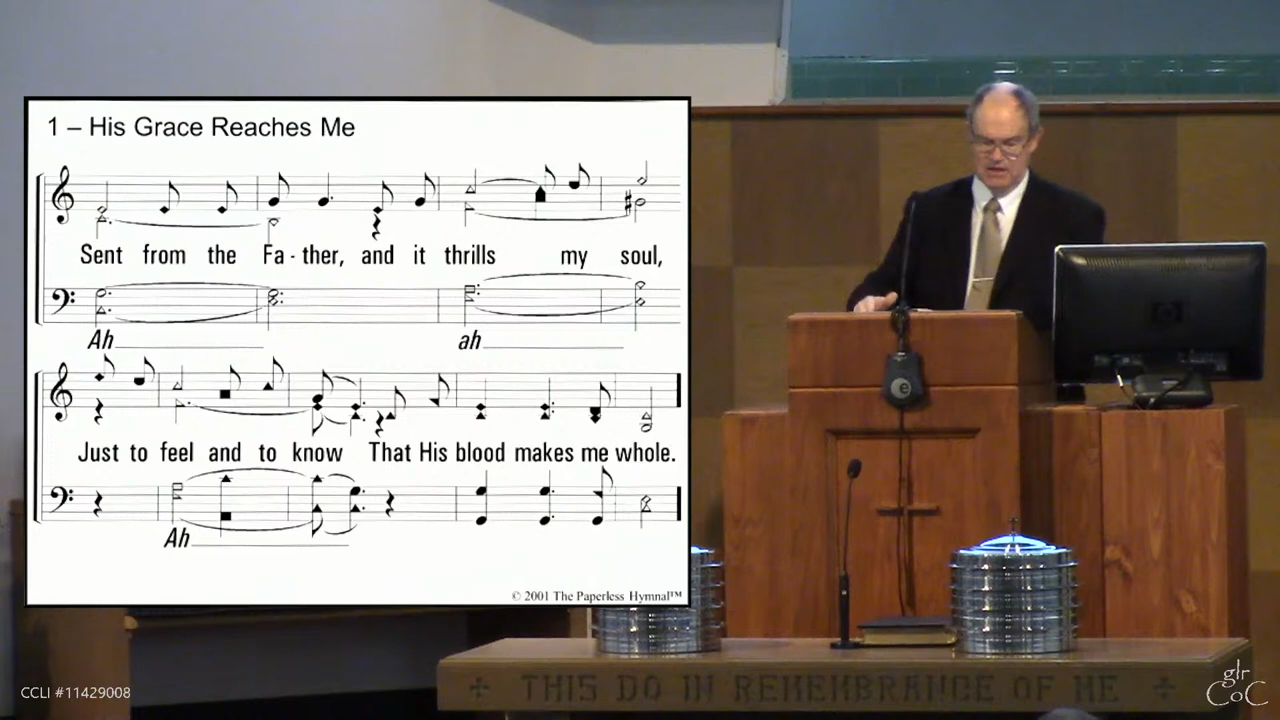 1 – His Grace Reaches Me
Sent from the Fa - ther, and it thrills my soul,
Ah ah
Just to feel and to know That His blood makes me whole.
Ah
© 2001 The Paperless Hymnal™
e
THIS DO IN REMEMBRANCE OF ME
CCLI #11429008
glr
CoC